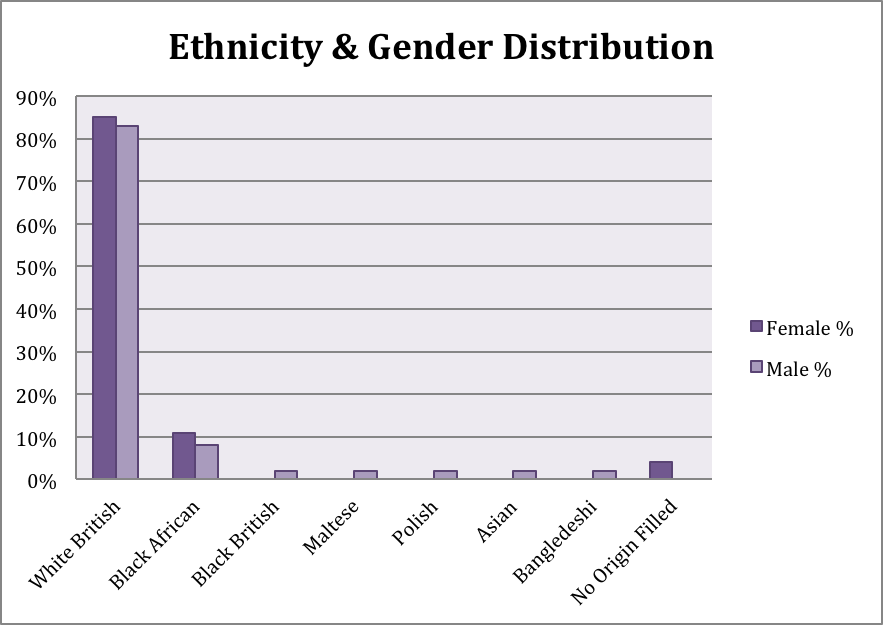 Ethnicity & Gender Distribution
90%
80%
70%
60%
50%
40%
30%
20%
10%
0%
White British
Black African
Black British
Maltese
Polish
Asian
Bangledeshi
No Origin Filled
Female %
Male %